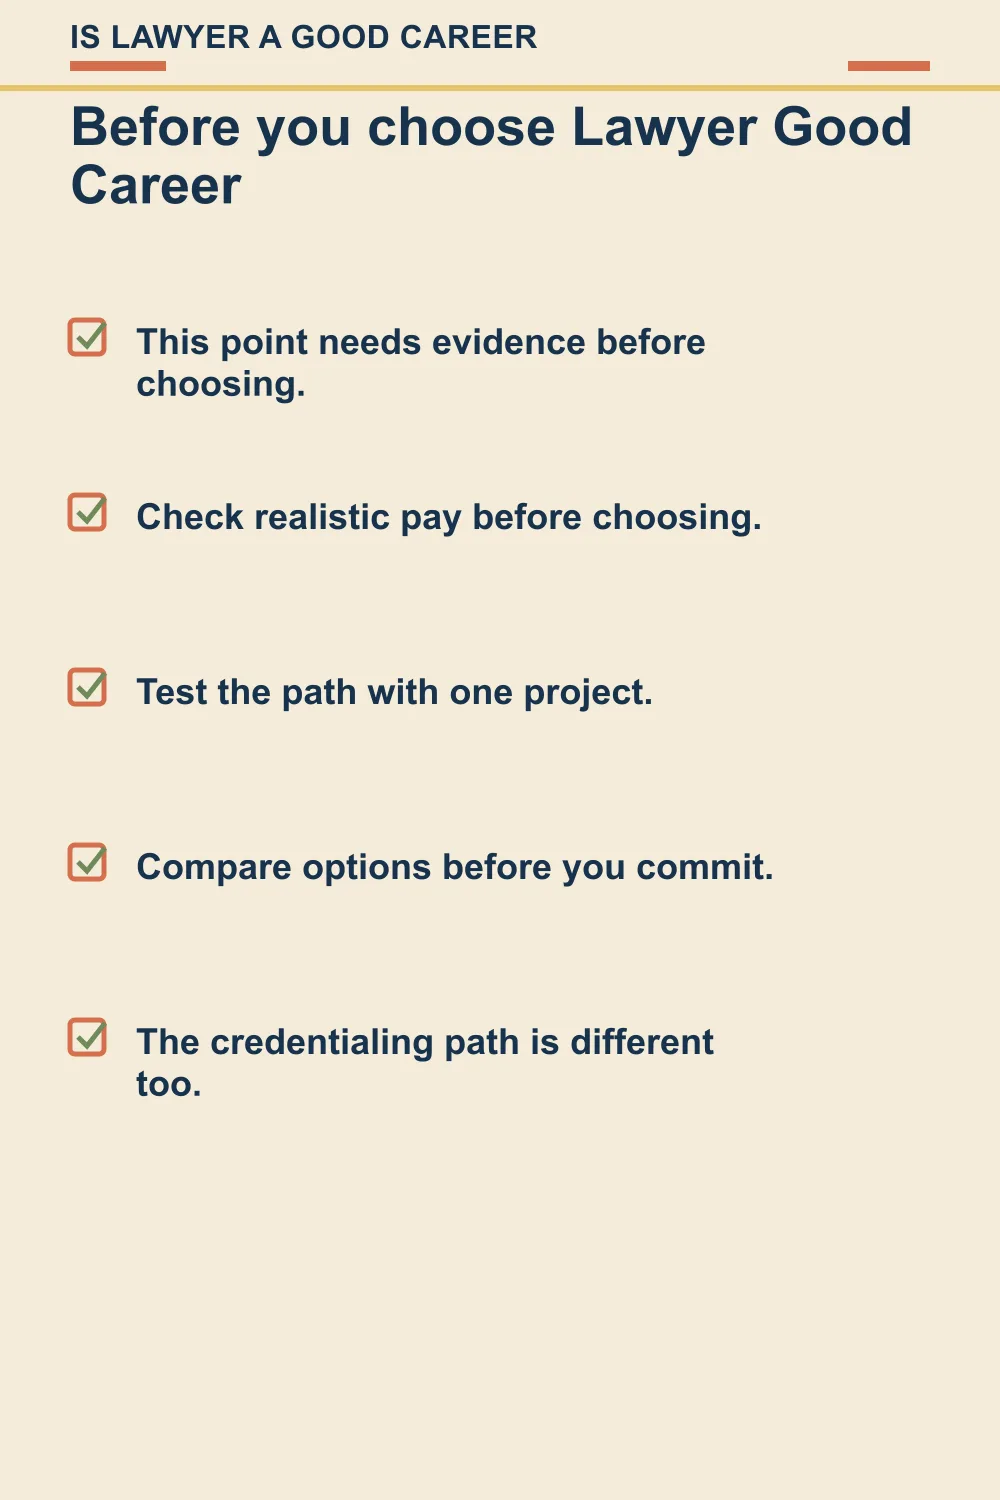 IS LAWYER A GOOD CAREER
Before you choose Lawyer Good
Career
This point needs evidence before
choosing.
Check realistic pay before choosing.
Test the path with one project.
Compare options before you commit.
The credentialing path is different
too.